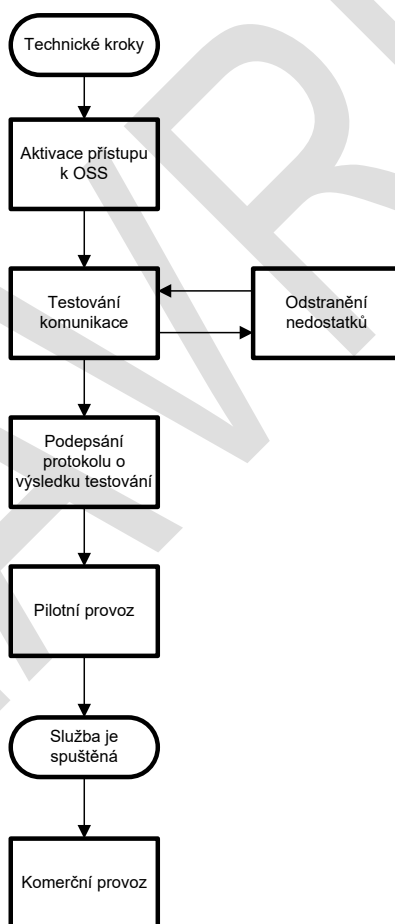 Technické kroky
Aktivace přístupu
k OSS
Testování
komunikace
Odstranění
nedostatků
Podepsání
protokolu o
výsledku testování
Pilotní provoz
Služba je
spuštěná
Komerční provoz